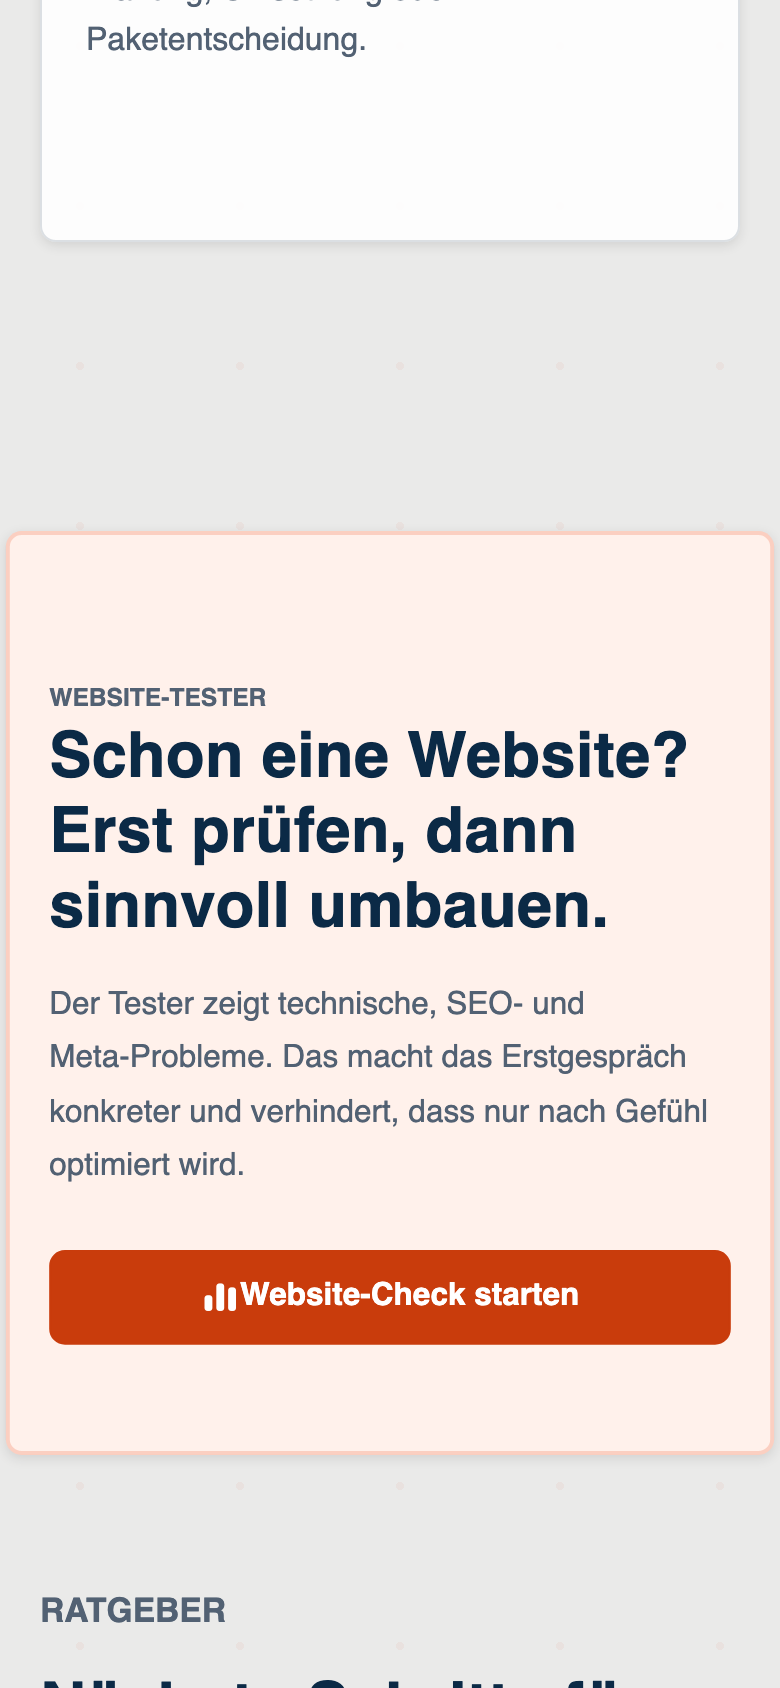 Paketentscheidung.
WEBSITE-TESTER
Schon eine Website?
Erst prüfen, dann
sinnvoll umbauen.
Der Tester zeigt technische, SEO- und
Meta-Probleme. Das macht das Erstgespräch
konkreter und verhindert, dass nur nach Gefühl
optimiert wird.
Website-Check starten
RATGEBER